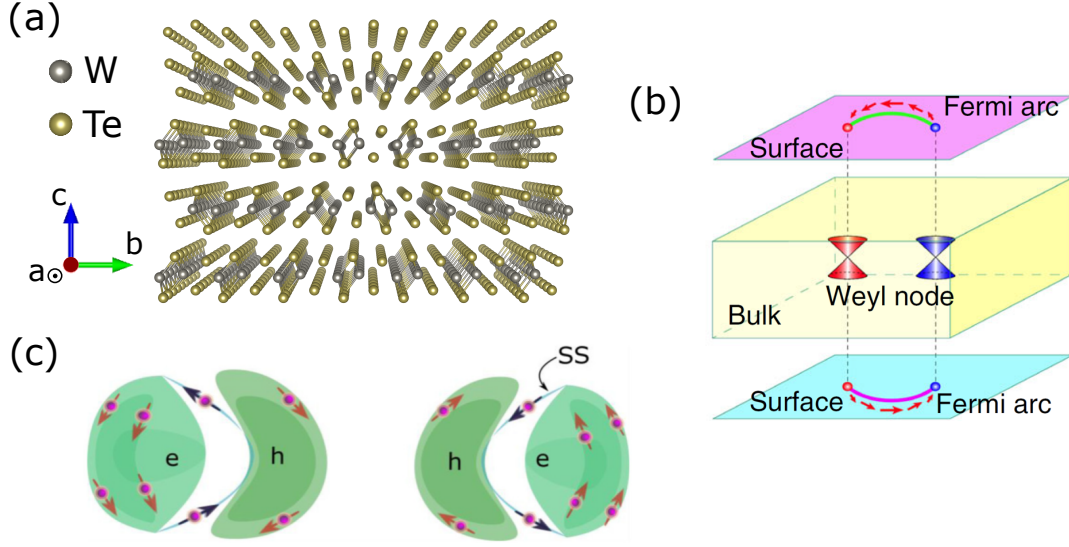 (a)
W
Te
c
b
a
(b)
Fermi arc
Surface
Weyl node
Bulk
Surface
Fermi arc
(c)
SS
e
h
h
e